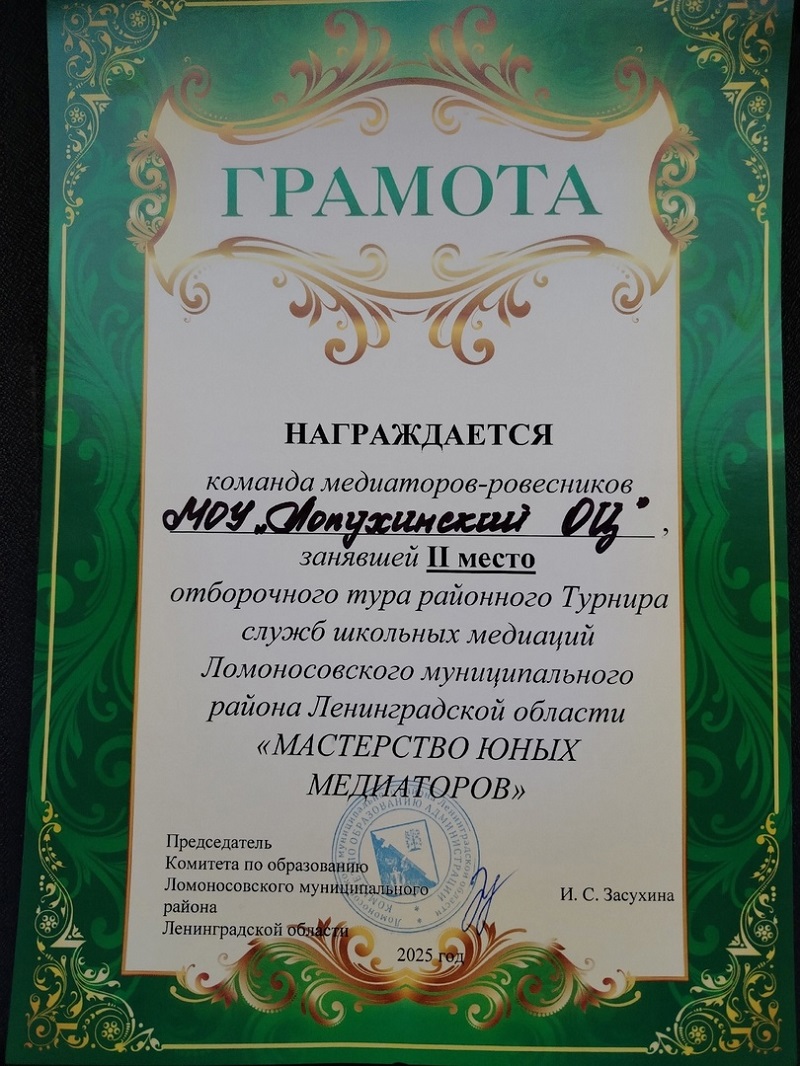 ГРАМОТА
НАГРАЖДАЕТСЯ
команда медиаторов-ровесников
МОУ „Лопухинский ОЦ" ,
занявшей II место
отборочного тура районного Турнира
служб школьных медиаций
Ломоносовского муниципального
района Ленинградской области
«МАСТЕРСТВО ЮНЫХ
МЕДИАТОРОВ»
Председатель
Комитета по образованию
Ломоносовского муниципального
района
Ленинградской области
И. С. Засухина
2025 год